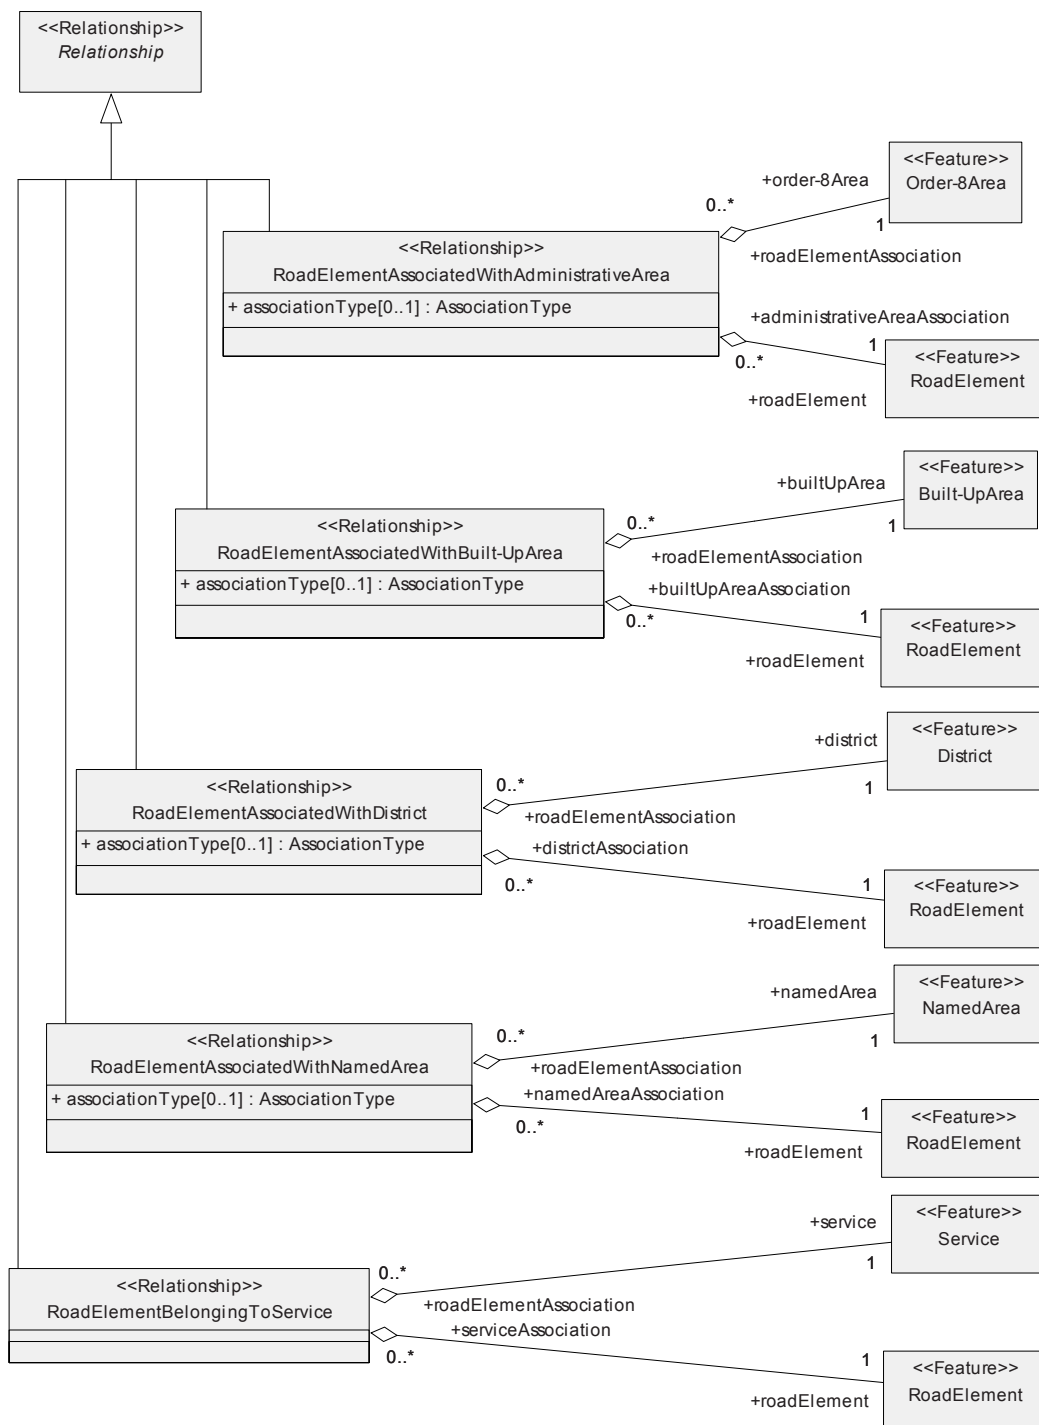 <<Relationship>>
Relationship
<<Feature>>
Order-8Area
+order-8Area
0..*
1
+roadElementAssociation
<<Relationship>>
RoadElementAssociatedWithAdministrativeArea
+ associationType[0..1] : AssociationType
+administrativeAreaAssociation
0..*
1
+roadElement
<<Feature>>
RoadElement
<<Feature>>
Built-UpArea
+builtUpArea
0..*
1
+roadElementAssociation
<<Relationship>>
RoadElementAssociatedWithBuilt-UpArea
+ associationType[0..1] : AssociationType
+builtUpAreaAssociation
0..*
1
+roadElement
<<Feature>>
RoadElement
<<Feature>>
District
+district
0..*
1
+roadElementAssociation
<<Relationship>>
RoadElementAssociatedWithDistrict
+ associationType[0..1] : AssociationType
+districtAssociation
0..*
1
+roadElement
<<Feature>>
RoadElement
<<Feature>>
NamedArea
+namedArea
0..*
1
+roadElementAssociation
<<Relationship>>
RoadElementAssociatedWithNamedArea
+ associationType[0..1] : AssociationType
+namedAreaAssociation
0..*
1
+roadElement
<<Feature>>
RoadElement
<<Feature>>
Service
+service
0..*
1
+roadElementAssociation
<<Relationship>>
RoadElementBelongingToService
+serviceAssociation
0..*
1
+roadElement
<<Feature>>
RoadElement